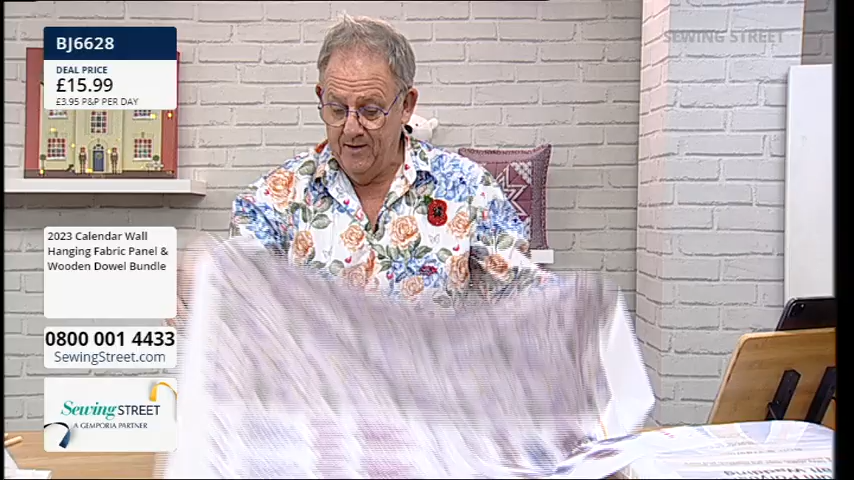 BJ6628
DEAL PRICE
£15.99
£3.95 P&P PER DAY
SEWING STREET
2023 Calendar Wall
Hanging Fabric Panel &
Wooden Dowel Bundle
0800 001 4433
SewingStreet.com
Sewing STREET
A GEMPORIA PARTNER